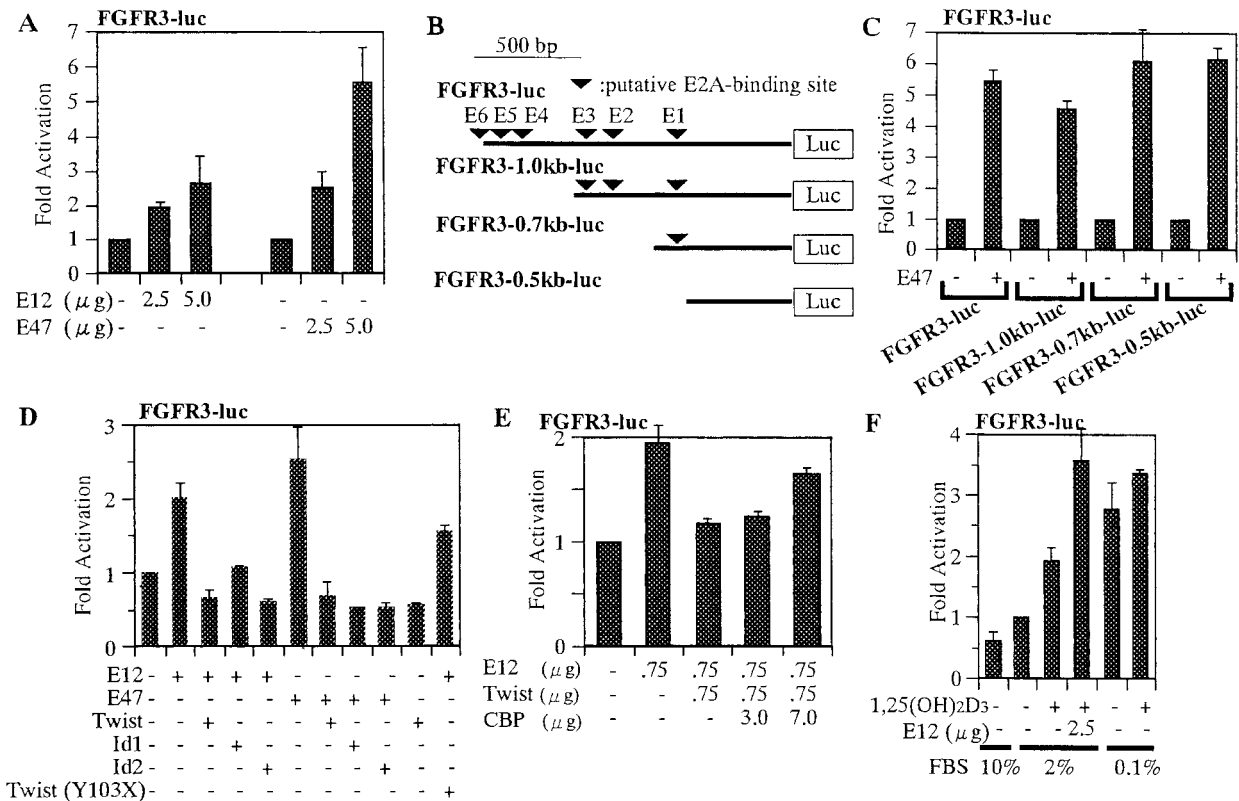 A
FGFR3-luc
Fold Activation
7
6
5
4
3
2
1
0
E12 (μg) - 2.5 5.0 - - -
E47 (μg) - - - - 2.5 5.0
B
500 bp
:putative E2A-binding site
FGFR3-luc
E6 E5 E4 E3 E2 E1
Luc
FGFR3-1.0kb-luc
Luc
FGFR3-0.7kb-luc
Luc
FGFR3-0.5kb-luc
Luc
C
FGFR3-luc
Fold Activation
7
6
5
4
3
2
1
0
E47 - + - + - + - +
FGFR3-luc
FGFR3-1.0kb-luc
FGFR3-0.7kb-luc
FGFR3-0.5kb-luc
D
FGFR3-luc
Fold Activation
3
2
1
0
E12 - + + + + - - - - - +
E47 - - - - - + + + + - -
Twist - - + - - - + - - + -
Id1 - - - + - - - + - - -
Id2 - - - - + - - - + - -
Twist (Y103X) - - - - - - - - - - +
E
FGFR3-luc
Fold Activation
2
1
0
E12 (μg) - .75 .75 .75 .75
Twist (μg) - - .75 .75 .75
CBP (μg) - - - 3.0 7.0
F
FGFR3-luc
Fold Activation
4
3
2
1
0
1,25(OH)2D3 - - + + - +
E12 (μg) 2.5
FBS 10% 2% 0.1%